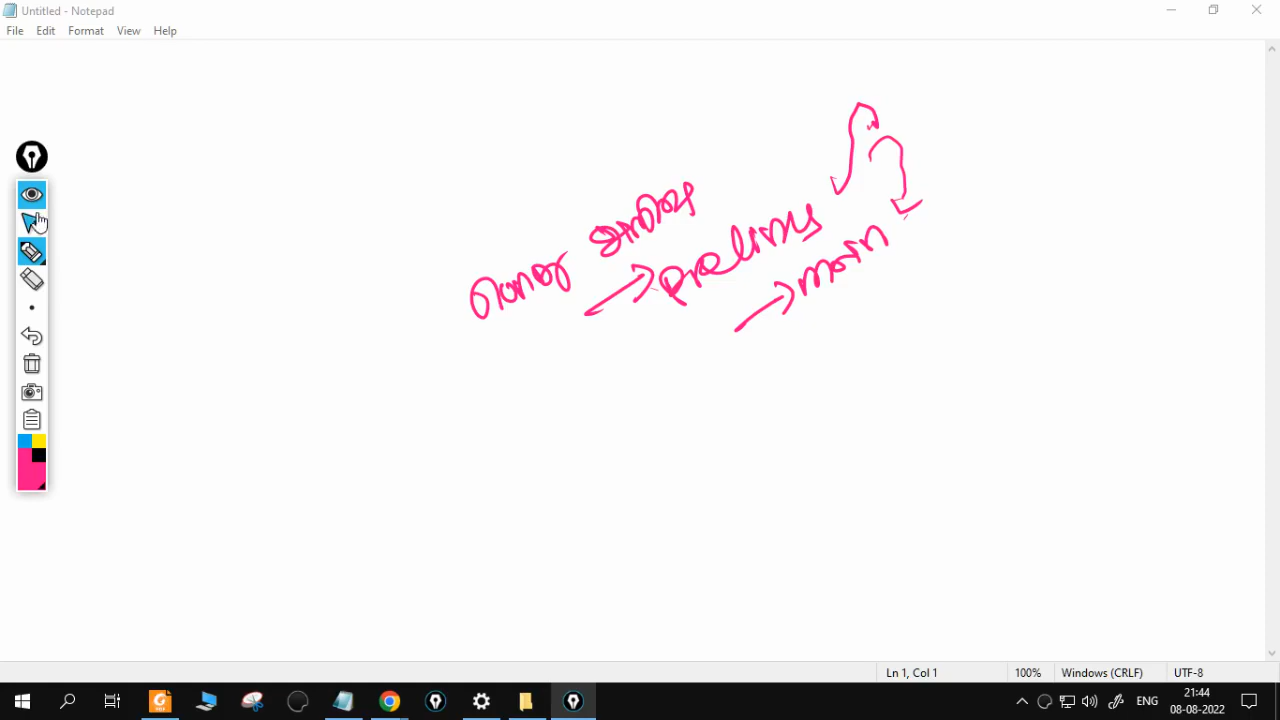 Untitled - Notepad
File Edit Format View Help
→ prelims
→ main
Ln 1, Col 1 100% Windows (CRLF) UTF-8
ENG 21:44
08-08-2022